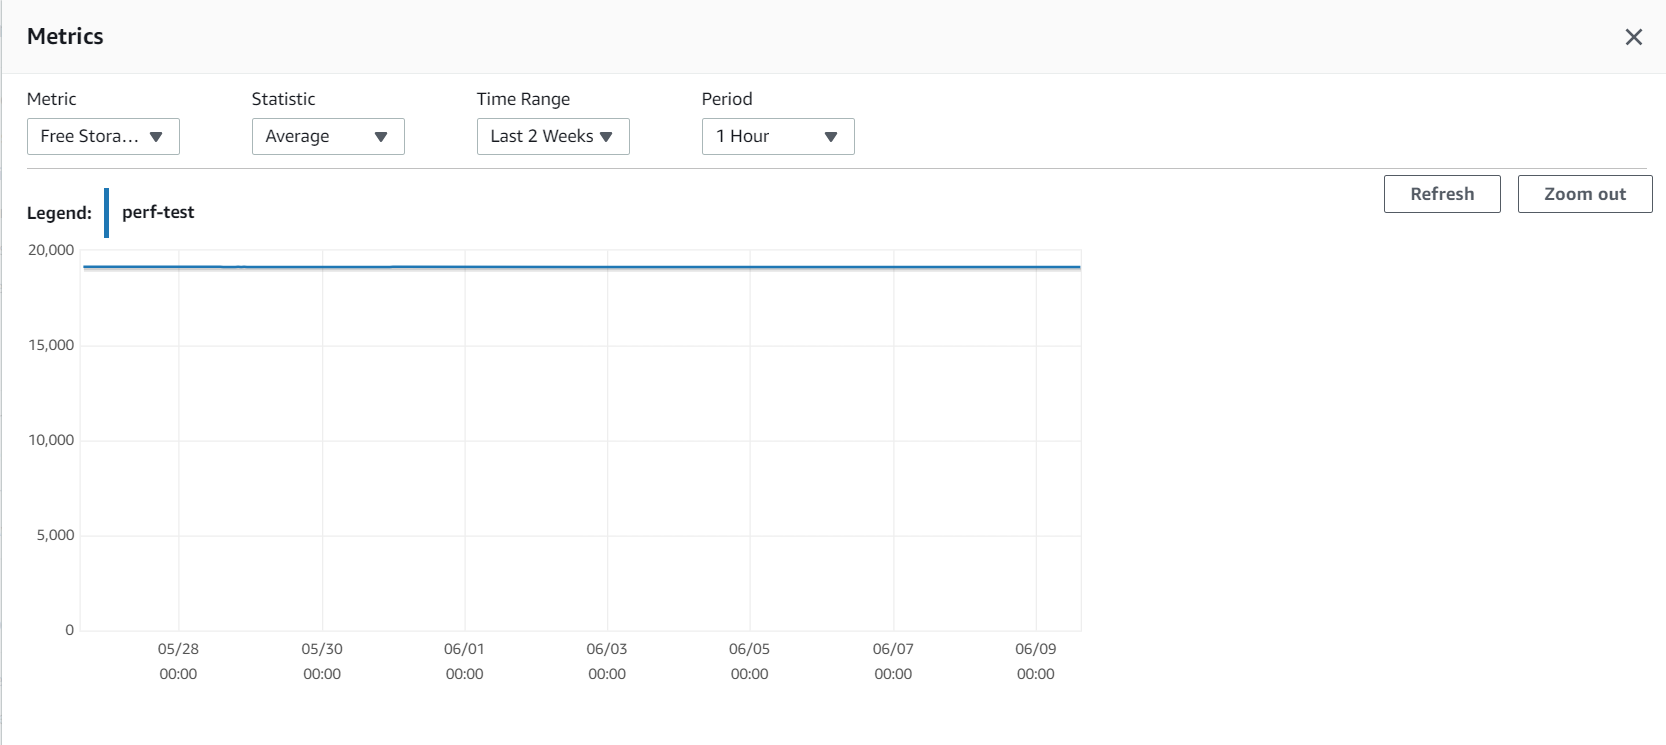 Metrics
Metric Statistic Time Range Period
Free Stora... Average Last 2 Weeks 1 Hour
Refresh Zoom out
Legend: perf-test
20,000
15,000
10,000
5,000
0
05/28 05/30 06/01 06/03 06/05 06/07 06/09
00:00 00:00 00:00 00:00 00:00 00:00 00:00